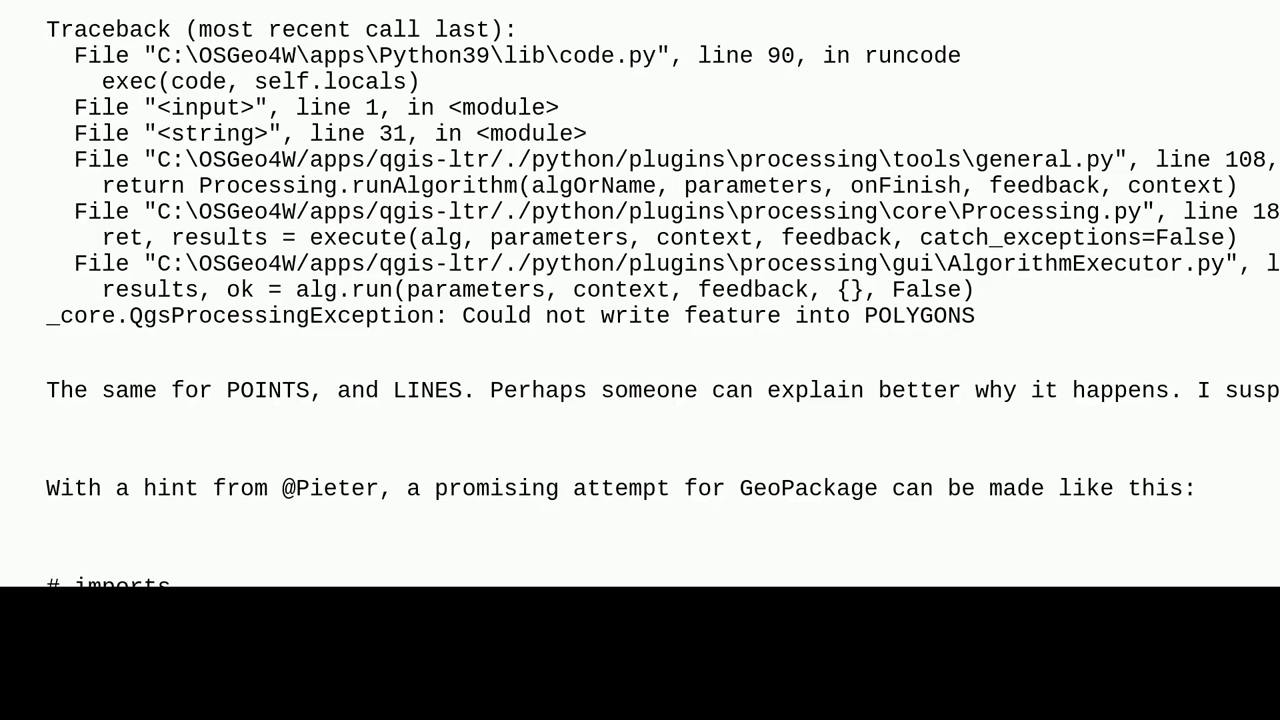 Traceback (most recent call last):
File "C:\OSGeo4W\apps\Python39\lib\code.py", line 90, in runcode
exec(code, self.locals)
File "<input>", line 1, in <module>
File "<string>", line 31, in <module>
File "C:\OSGeo4W/apps/qgis-ltr/./python/plugins\processing\tools\general.py", line 108,
return Processing.runAlgorithm(algOrName, parameters, onFinish, feedback, context)
File "C:\OSGeo4W/apps/qgis-ltr/./python/plugins\processing\core\Processing.py", line 18
ret, results = execute(alg, parameters, context, feedback, catch_exceptions=False)
File "C:\OSGeo4W/apps/qgis-ltr/./python/plugins\processing\gui\AlgorithmExecutor.py", l
results, ok = alg.run(parameters, context, feedback, {}, False)
_core.QgsProcessingException: Could not write feature into POLYGONS
The same for POINTS, and LINES. Perhaps someone can explain better why it happens. I susp
With a hint from @Pieter, a promising attempt for GeoPackage can be made like this:
# imports